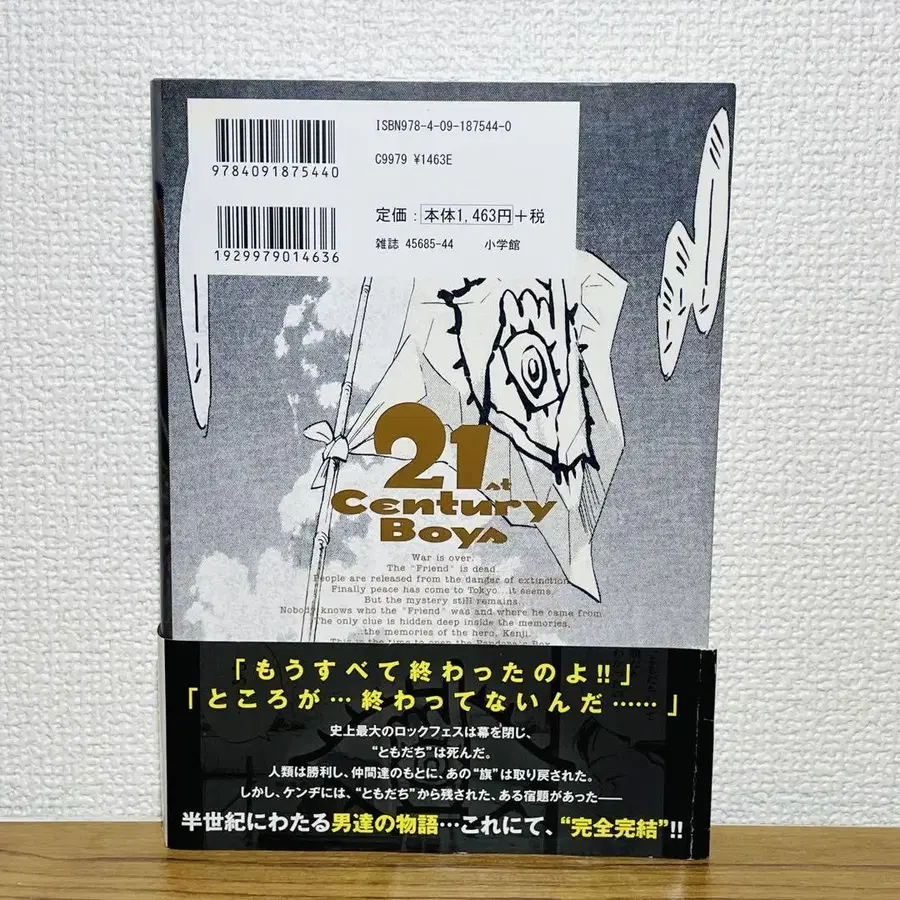 ISBN978-4-09-187544-0
C9979 ¥1463E
9784091875440
定価：本体1,463円+税
雑誌 45685-44 小学館
1929979014636
21st
Century
Boys
War is over.
The "Friend" is dead.
People are released from the danger of extinction.
Finally peace has come to Tokyo...it seems.
But the mystery still remains.
Nobody knows who the "Friend" was and where he came from.
The only clue is hidden deep inside the memories,
...the memories of the hero, Kenji.
This is the time to open the Pandora's Box.
「もうすべて終わったのよ!!」
「ところが…終わってないんだ……」
史上最大のロックフェスは幕を閉じ、
“ともだち”は死んだ。
人類は勝利し、仲間達のもとに、あの“旗”は取り戻された。
しかし、ケンヂには、“ともだち”から残された、ある宿題があった――
半世紀にわたる男達の物語…これにて、“完全完結”!!